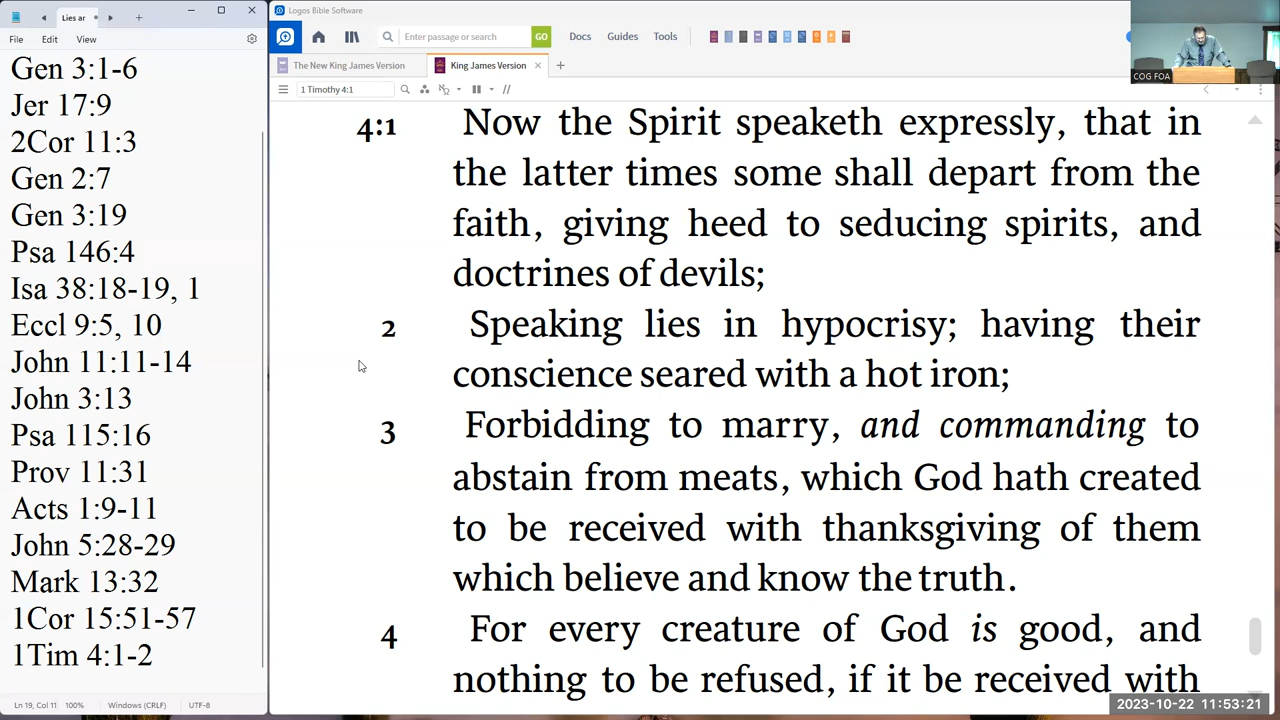 Lies ar
File Edit View
Gen 3:1-6
Jer 17:9
2Cor 11:3
Gen 2:7
Gen 3:19
Psa 146:4
Isa 38:18-19, 1
Eccl 9:5, 10
John 11:11-14
John 3:13
Psa 115:16
Prov 11:31
Acts 1:9-11
John 5:28-29
Mark 13:32
1Cor 15:51-57
1Tim 4:1-2
Ln 19, Col 11 100% Windows (CRLF) UTF-8
Logos Bible Software
Enter passage or search GO Docs Guides Tools
The New King James Version King James Version
1 Timothy 4:1
4:1 Now the Spirit speaketh expressly, that in
the latter times some shall depart from the
faith, giving heed to seducing spirits, and
doctrines of devils;
2 Speaking lies in hypocrisy; having their
conscience seared with a hot iron;
3 Forbidding to marry, and commanding to
abstain from meats, which God hath created
to be received with thanksgiving of them
which believe and know the truth.
4 For every creature of God is good, and
nothing to be refused, if it be received with
COG FOA
2023-10-22 11:53:21